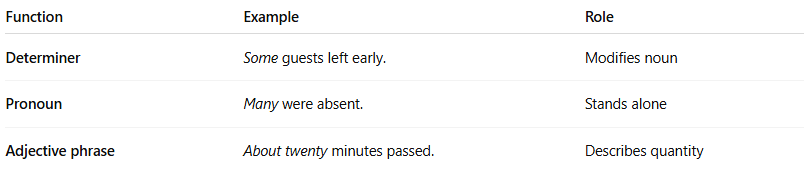 Function Example Role
Determiner Some guests left early. Modifies noun
Pronoun Many were absent. Stands alone
Adjective phrase About twenty minutes passed. Describes quantity